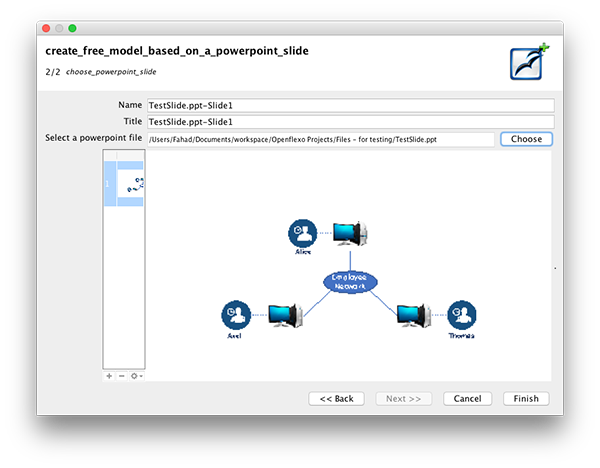 create_free_model_based_on_a_powerpoint_slide
2/2 choose_powerpoint_slide
Name TestSlide.ppt-Slide1
Title TestSlide.ppt-Slide1
Select a powerpoint file /Users/Fahad/Documents/workspace/Openflexo Projects/Files - for testing/TestSlide.ppt Choose
1
Alice
Employee
Network
Axel
Thomas
<< Back Next >> Cancel Finish